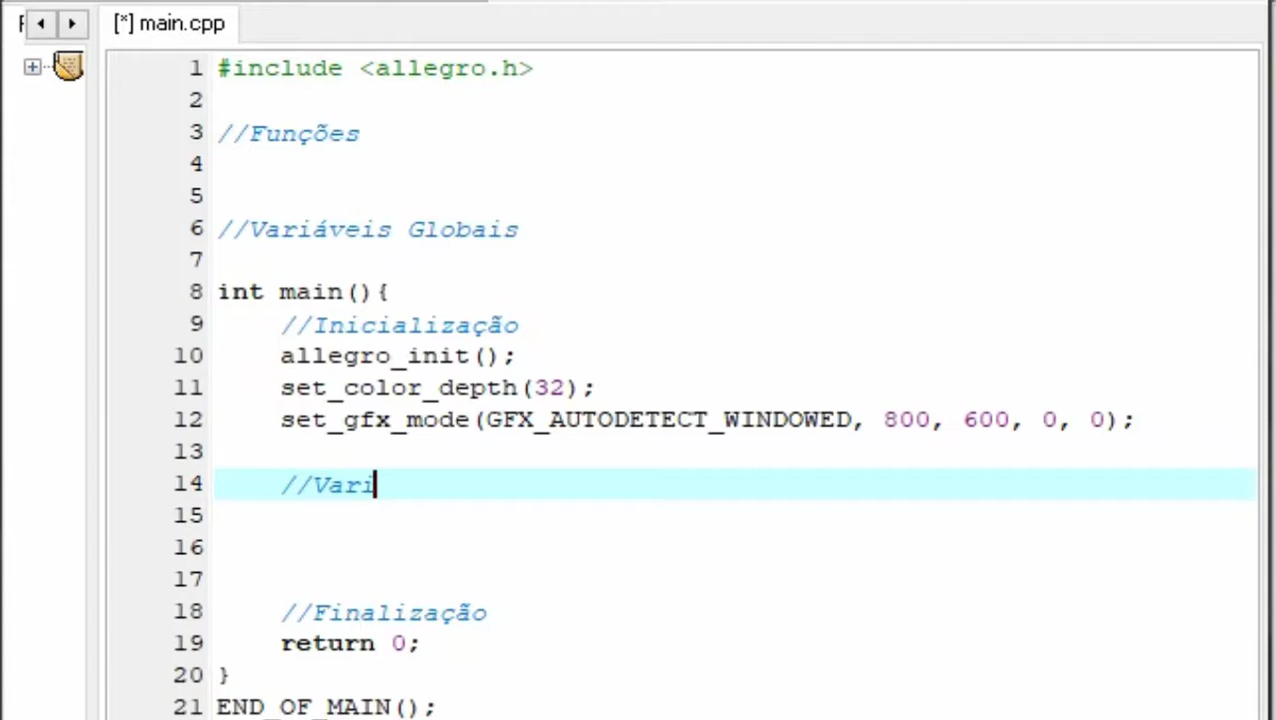 [*] main.cpp
1 #include <allegro.h>
2
3 //Funções
4
5
6 //Variáveis Globais
7
8 int main(){
9 //Inicialização
10 allegro_init();
11 set_color_depth(32);
12 set_gfx_mode(GFX_AUTODETECT_WINDOWED, 800, 600, 0, 0);
13
14 //Vari
15
16
17
18 //Finalização
19 return 0;
20 }
21 END_OF_MAIN();